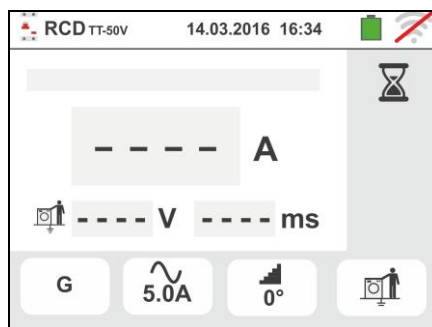 RCD TT-50V 14.03.2016 16:34
- - - - A
- - - - V - - - - ms
G
5.0A
0°